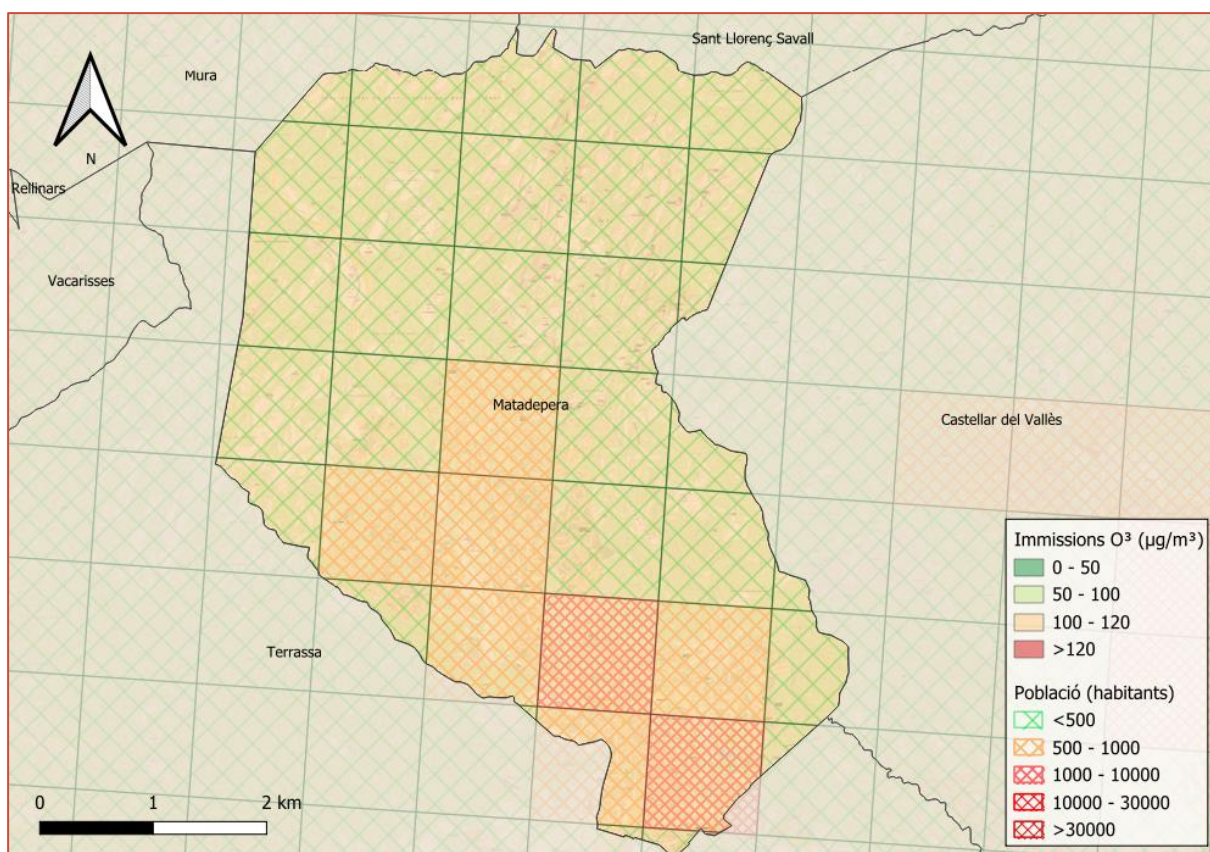 Sant Llorenç Savall
Mura
N
Rellinars
Vacarisses
Matadepera
Castellar del Vallès
Terrassa
Immissions O³ (µg/m³)
0 - 50
50 - 100
100 - 120
>120
Població (habitants)
<500
500 - 1000
1000 - 10000
10000 - 30000
>30000
0 1 2 km